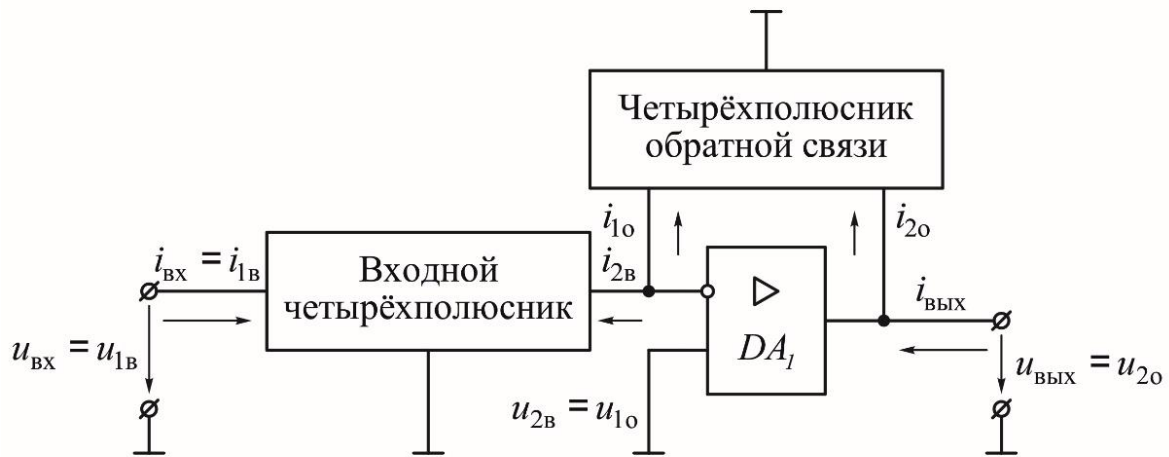 Четырёхполюсник
обратной связи
i1о
i2о
iвх = i1в
Входной
четырёхполюсник
i2в
iвых
DA1
uвх = u1в
u2в = u1о
uвых = u2о